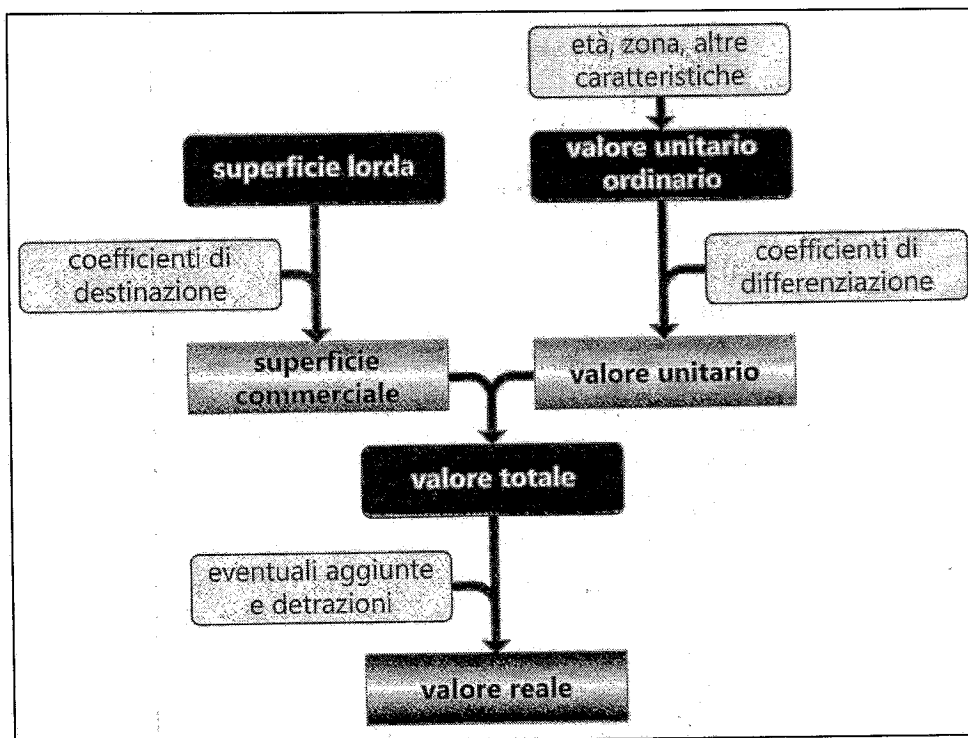 età, zona, altre
caratteristiche
superficie lorda
valore unitario
ordinario
coefficienti di
destinazione
coefficienti di
differenziazione
superficie
commerciale
valore unitario
valore totale
eventuali aggiunte
e detrazioni
valore reale